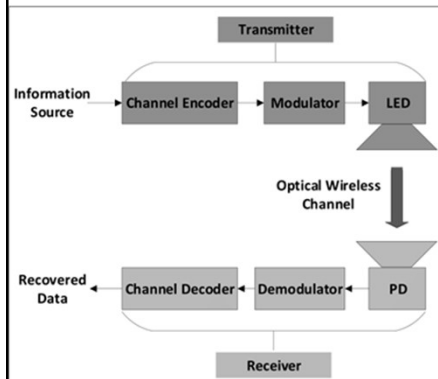 Transmitter
Information
Source
Channel Encoder
Modulator
LED
Optical Wireless
Channel
Recovered
Data
Channel Decoder
Demodulator
PD
Receiver